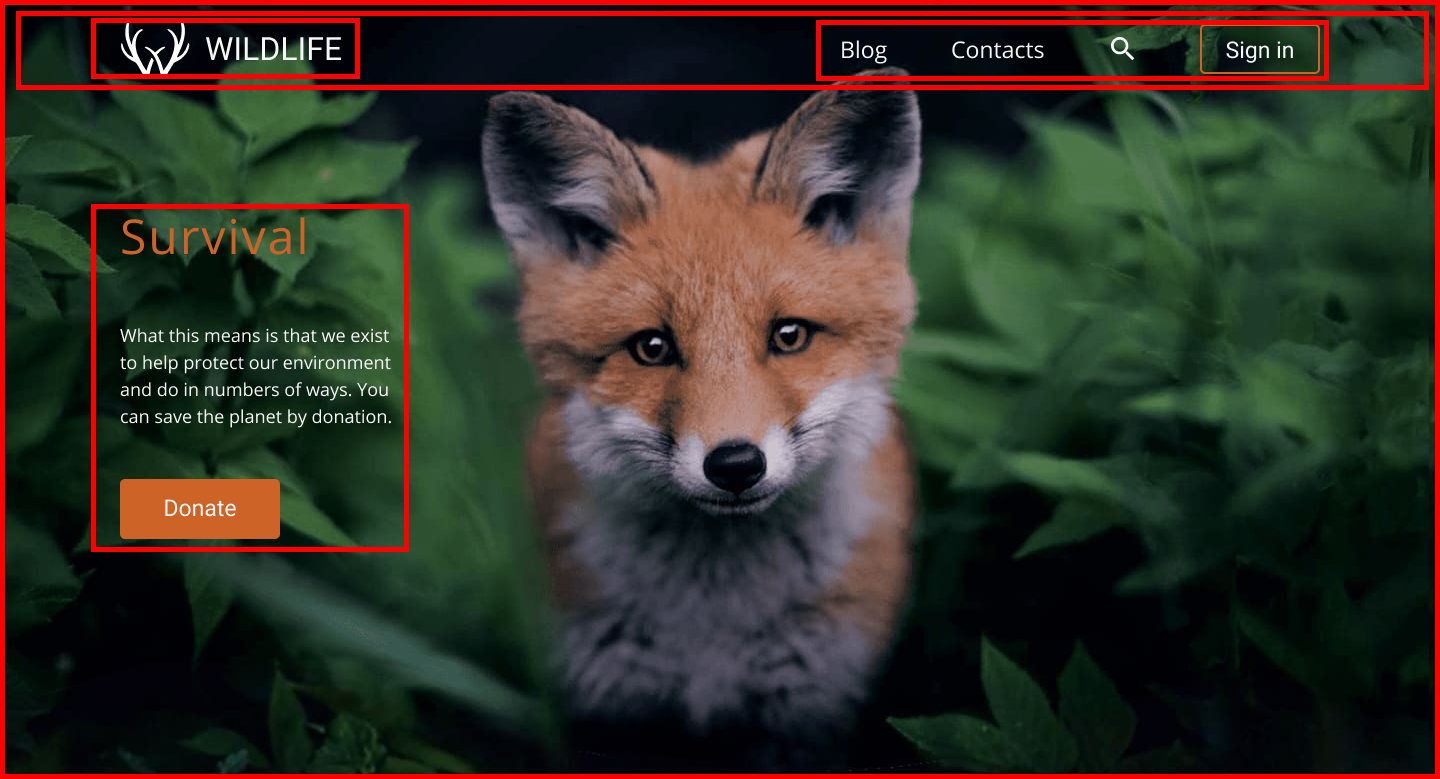 WILDLIFE
Blog
Contacts
Sign in
Survival
What this means is that we exist
to help protect our environment
and do in numbers of ways. You
can save the planet by donation.
Donate